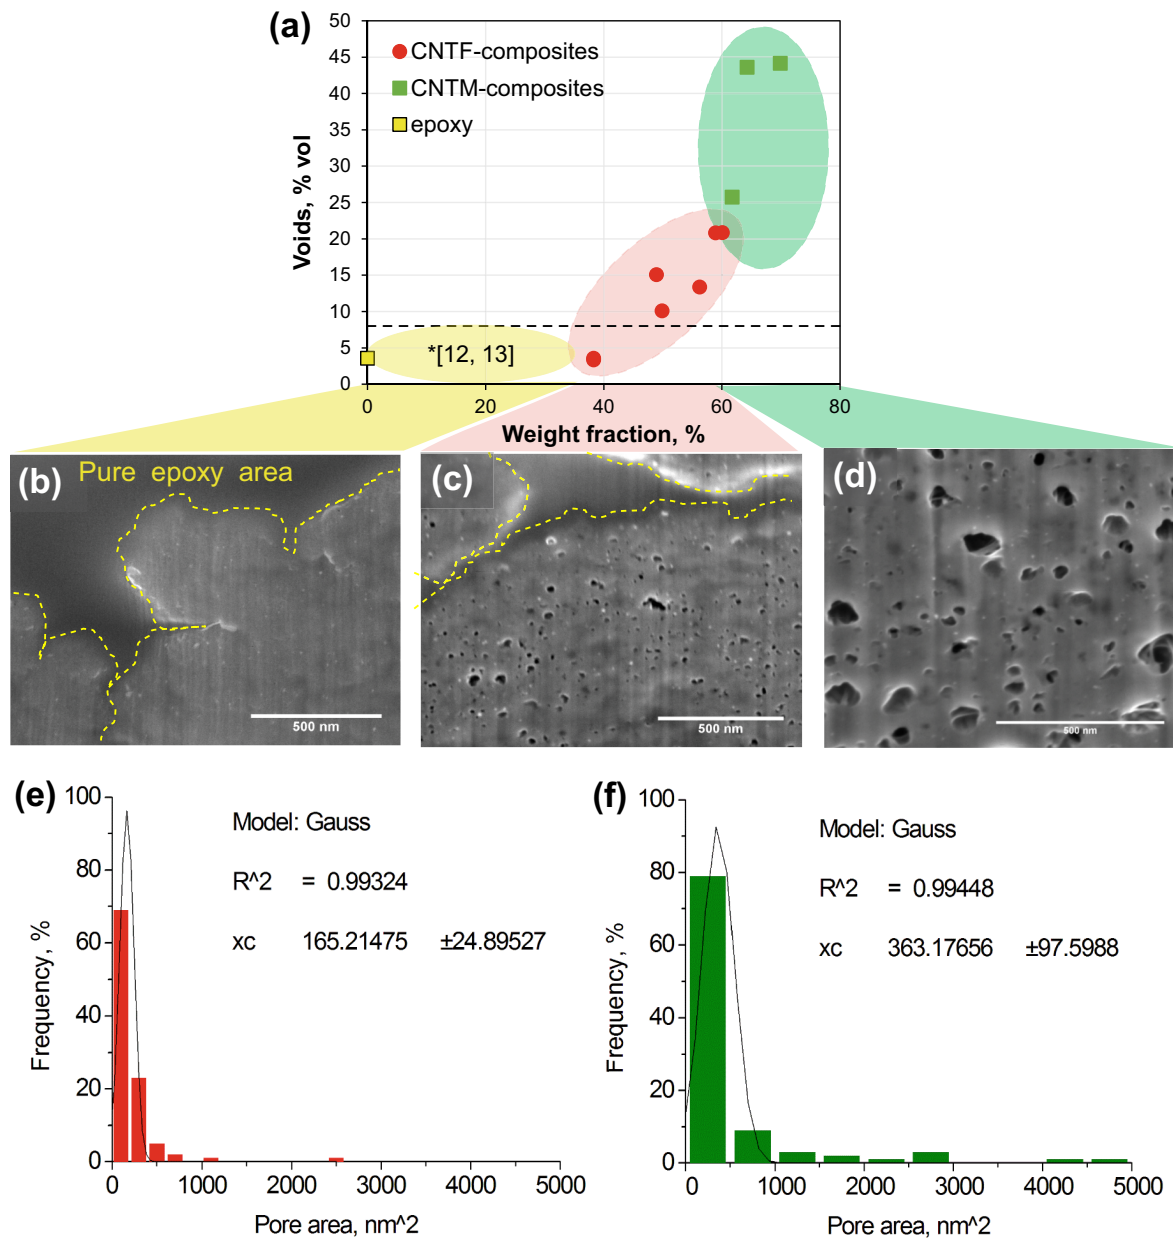 (a)
50
45
40
35
30
25
20
15
10
5
0
Voids, % vol
CNTF-composites
CNTM-composites
epoxy
*[12, 13]
0 20 40 60 80
Weight fraction, %
(b) Pure epoxy area
500 nm
(c)
500 nm
(d)
500 nm
(e)
100
80
60
40
20
0
Frequency, %
Model: Gauss
R^2 = 0.99324
xc 165.21475 ±24.89527
0 1000 2000 3000 4000 5000
Pore area, nm^2
(f)
100
80
60
40
20
0
Frequency, %
Model: Gauss
R^2 = 0.99448
xc 363.17656 ±97.5988
0 1000 2000 3000 4000 5000
Pore area, nm^2